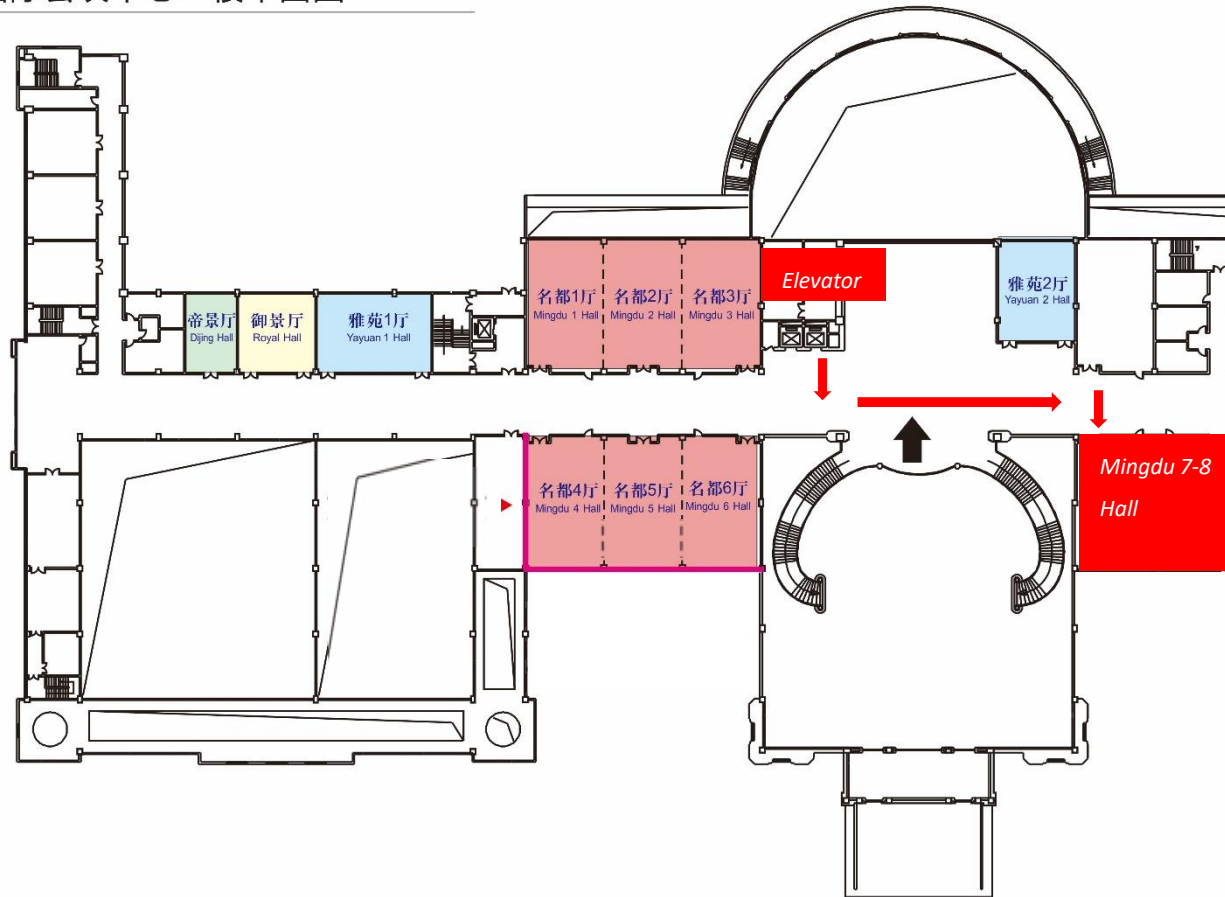 帝景厅
Dijing Hall
御景厅
Royal Hall
雅苑1厅
Yayuan 1 Hall
名都1厅
Mingdu 1 Hall
名都2厅
Mingdu 2 Hall
名都3厅
Mingdu 3 Hall
Elevator
雅苑2厅
Yayuan 2 Hall
名都4厅
Mingdu 4 Hall
名都5厅
Mingdu 5 Hall
名都6厅
Mingdu 6 Hall
Mingdu 7-8
Hall